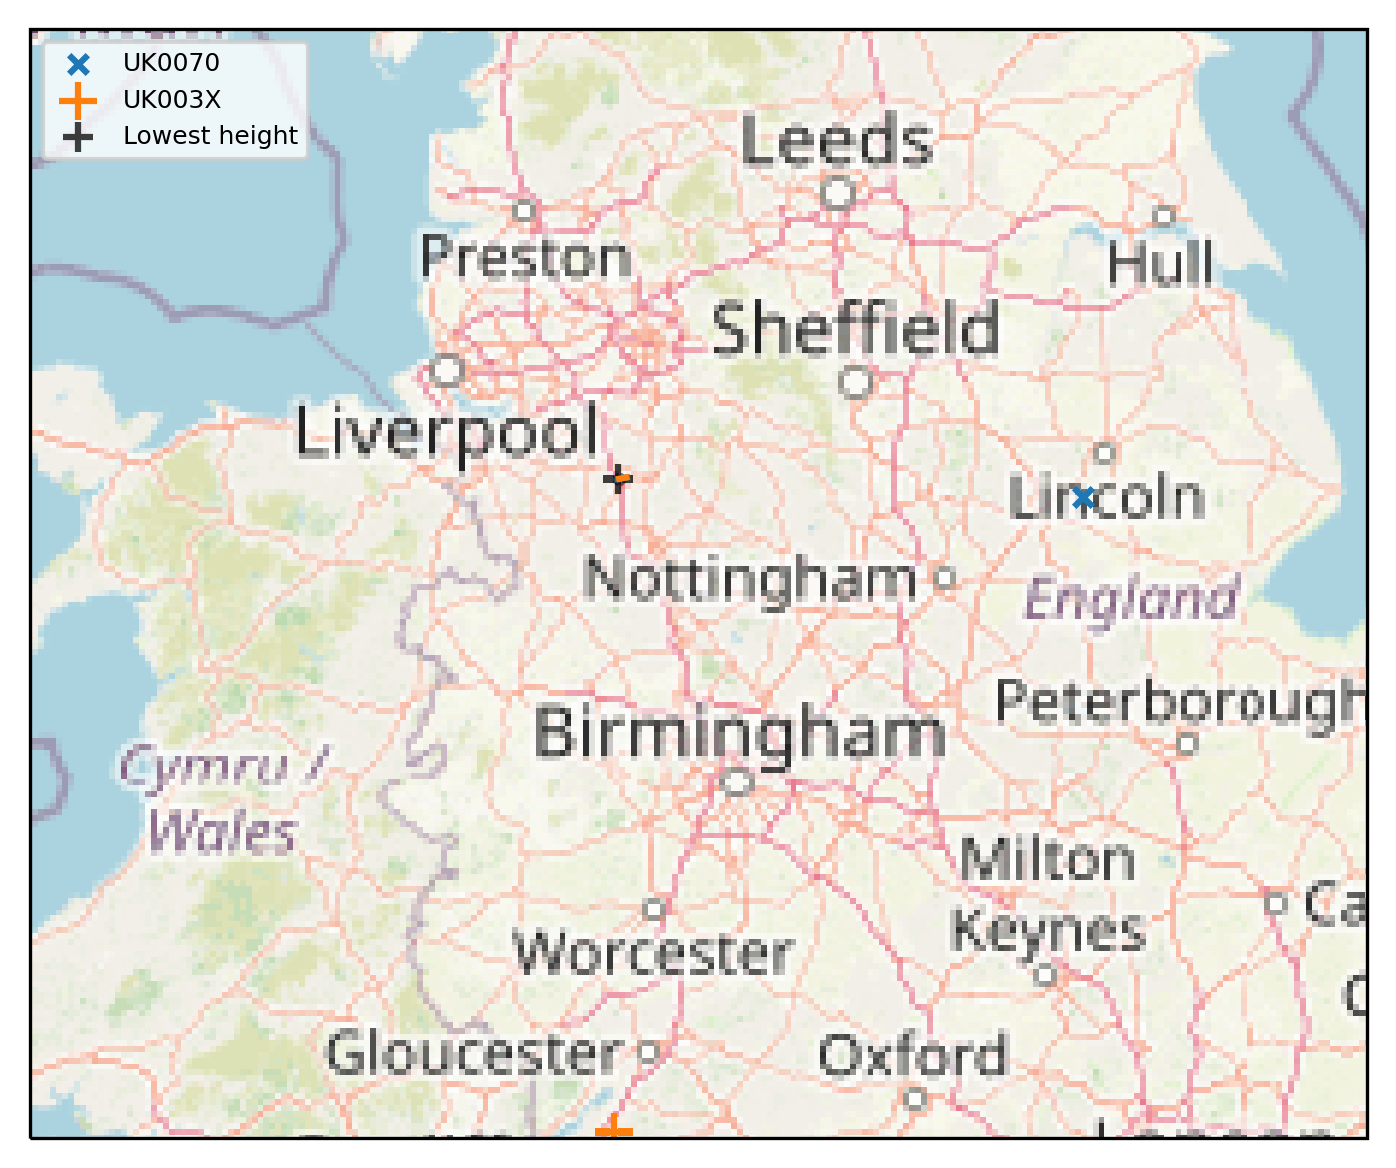 UK0070
UK003X
Lowest height
Leeds
Preston
Hull
Sheffield
Liverpool
Lincoln
Nottingham
England
Peterborough
Birmingham
Cymru /
Wales
Milton
Keynes
Ca
Worcester
Gloucester
Oxford